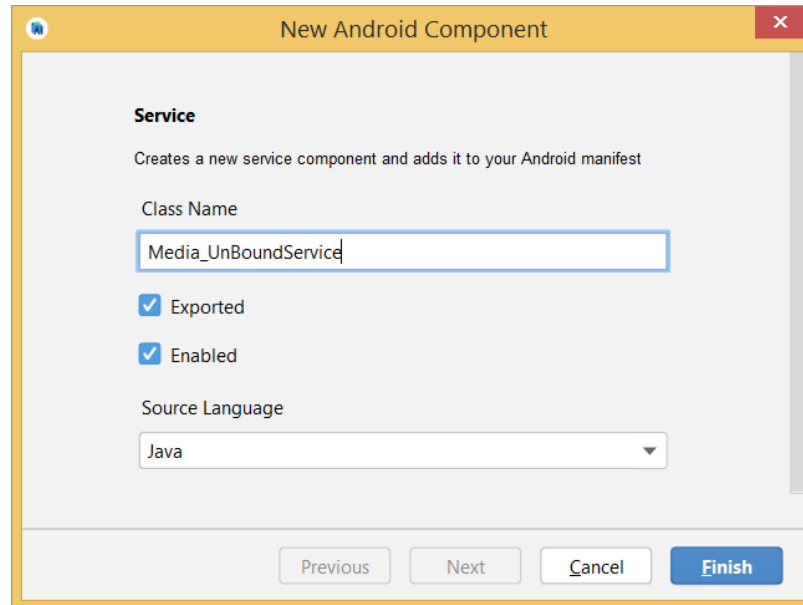 New Android Component
Service
Creates a new service component and adds it to your Android manifest
Class Name
Media_UnBoundService
Exported
Enabled
Source Language
Java
Previous Next Cancel Finish